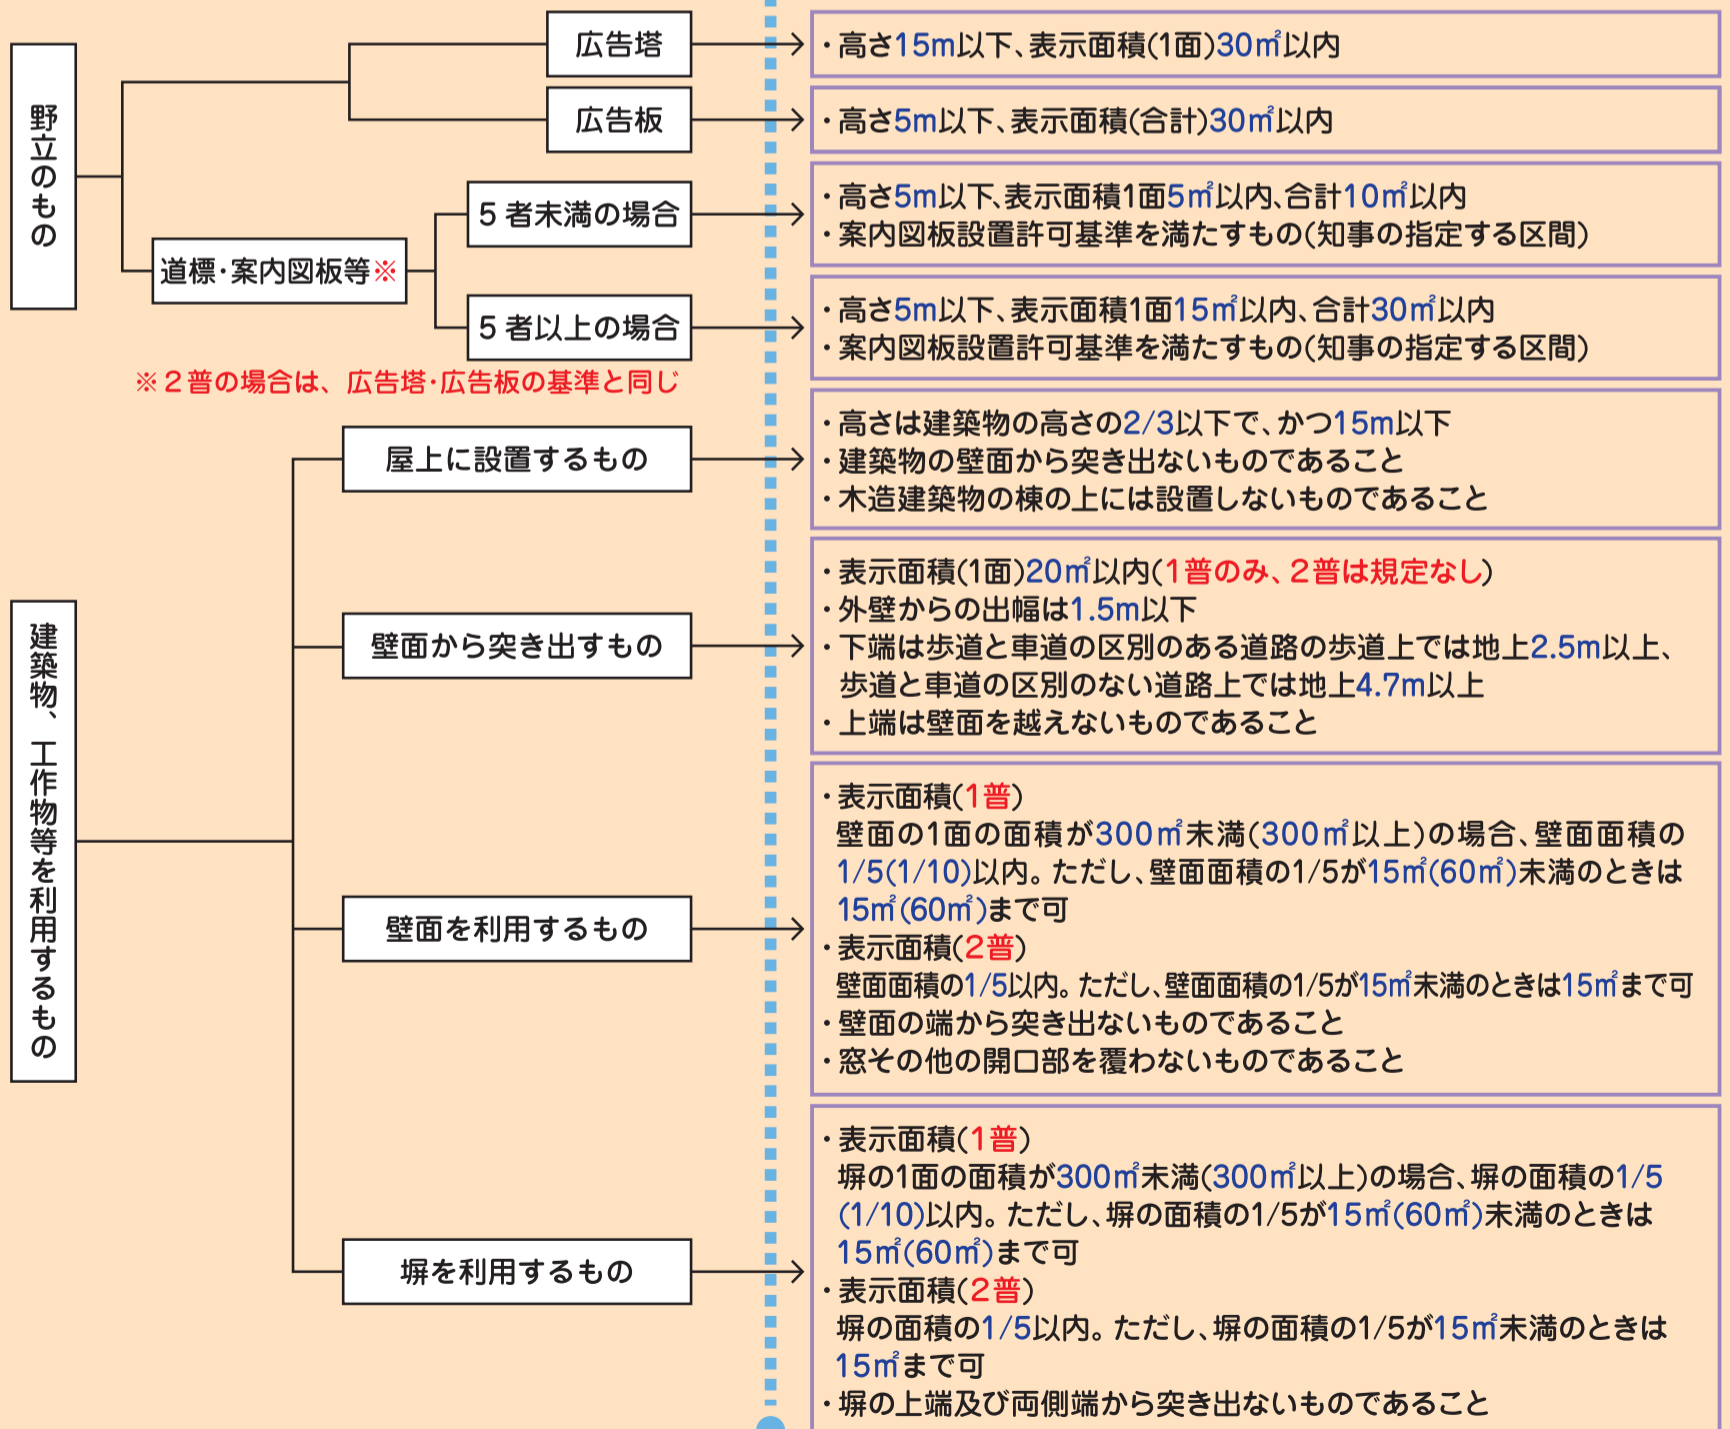 野立のもの
広告塔
・高さ15m以下、表示面積(1面)30㎡以内
広告板
・高さ5m以下、表示面積(合計)30㎡以内
道標・案内図板等※
5者未満の場合
・高さ5m以下、表示面積1面5㎡以内、合計10㎡以内
・案内図板設置許可基準を満たすもの(知事の指定する区間)
5者以上の場合
・高さ5m以下、表示面積1面15㎡以内、合計30㎡以内
・案内図板設置許可基準を満たすもの(知事の指定する区間)
※2普の場合は、広告塔・広告板の基準と同じ
建築物、工作物等を利用するもの
屋上に設置するもの
・高さは建築物の高さの2/3以下で、かつ15m以下
・建築物の壁面から突き出ないものであること
・木造建築物の棟の上には設置しないものであること
壁面から突き出すもの
・表示面積(1面)20㎡以内(1普のみ、2普は規定なし)
・外壁からの出幅は1.5m以下
・下端は歩道と車道の区別のある道路の歩道上では地上2.5m以上、
歩道と車道の区別のない道路上では地上4.7m以上
・上端は壁面を越えないものであること
壁面を利用するもの
・表示面積(1普)
壁面の1面の面積が300㎡未満(300㎡以上)の場合、壁面面積の
1/5(1/10)以内。ただし、壁面面積の1/5が15㎡(60㎡)未満のときは
15㎡(60㎡)まで可
・表示面積(2普)
壁面面積の1/5以内。ただし、壁面面積の1/5が15㎡未満のときは15㎡まで可
・壁面の端から突き出ないものであること
・窓その他の開口部を覆わないものであること
塀を利用するもの
・表示面積(1普)
塀の1面の面積が300㎡未満(300㎡以上)の場合、塀の面積の1/5
(1/10)以内。ただし、塀の面積の1/5が15㎡(60㎡)未満のときは
15㎡(60㎡)まで可
・表示面積(2普)
塀の面積の1/5以内。ただし、塀の面積の1/5が15㎡未満のときは
15㎡まで可
・塀の上端及び両側端から突き出ないものであること